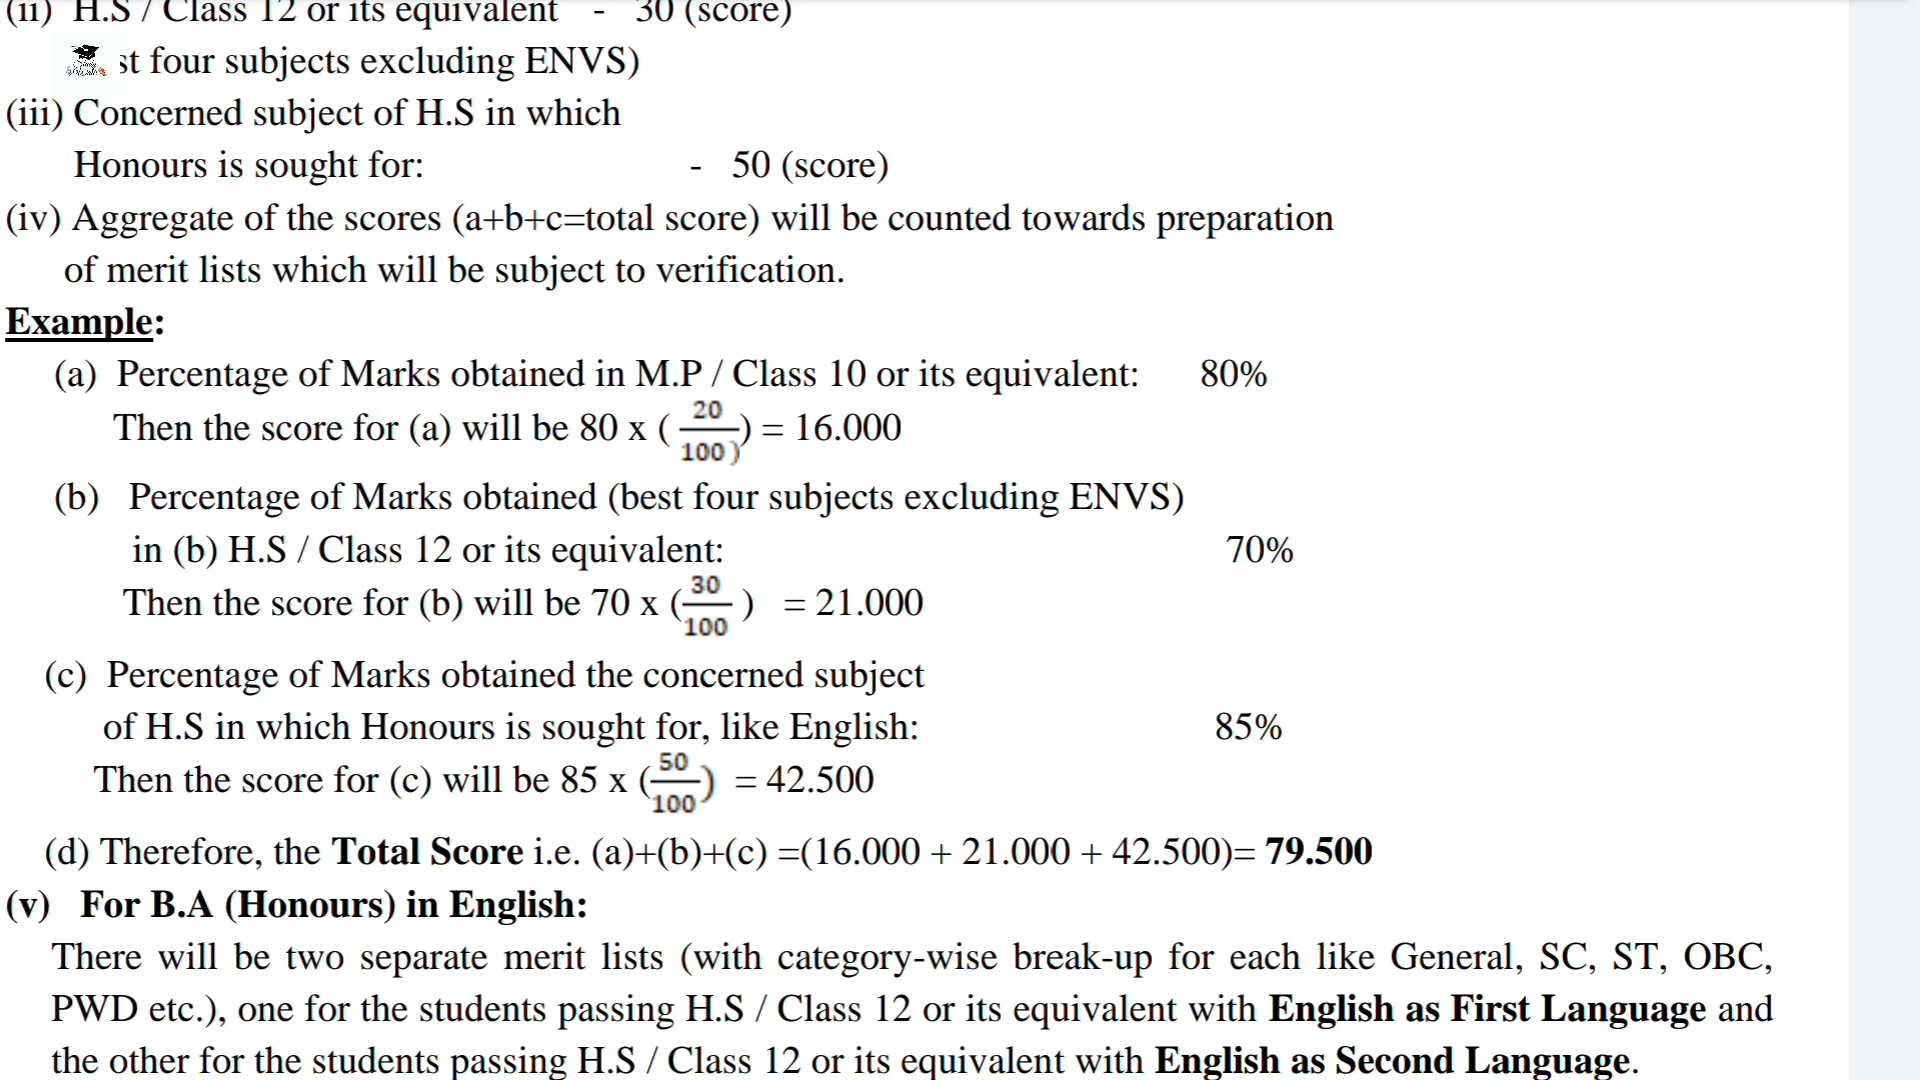 (ii) H.S / Class 12 or its equivalent - 30 (score)
st four subjects excluding ENVS)
(iii) Concerned subject of H.S in which
Honours is sought for: - 50 (score)
(iv) Aggregate of the scores (a+b+c=total score) will be counted towards preparation
of merit lists which will be subject to verification.
Example:
(a) Percentage of Marks obtained in M.P / Class 10 or its equivalent: 80%
Then the score for (a) will be 80 x ( 20/100) ) = 16.000
(b) Percentage of Marks obtained (best four subjects excluding ENVS)
in (b) H.S / Class 12 or its equivalent: 70%
Then the score for (b) will be 70 x (30/100) = 21.000
(c) Percentage of Marks obtained the concerned subject
of H.S in which Honours is sought for, like English: 85%
Then the score for (c) will be 85 x (50/100) = 42.500
(d) Therefore, the Total Score i.e. (a)+(b)+(c) =(16.000 + 21.000 + 42.500)= 79.500
(v) For B.A (Honours) in English:
There will be two separate merit lists (with category-wise break-up for each like General, SC, ST, OBC,
PWD etc.), one for the students passing H.S / Class 12 or its equivalent with English as First Language and
the other for the students passing H.S / Class 12 or its equivalent with English as Second Language.